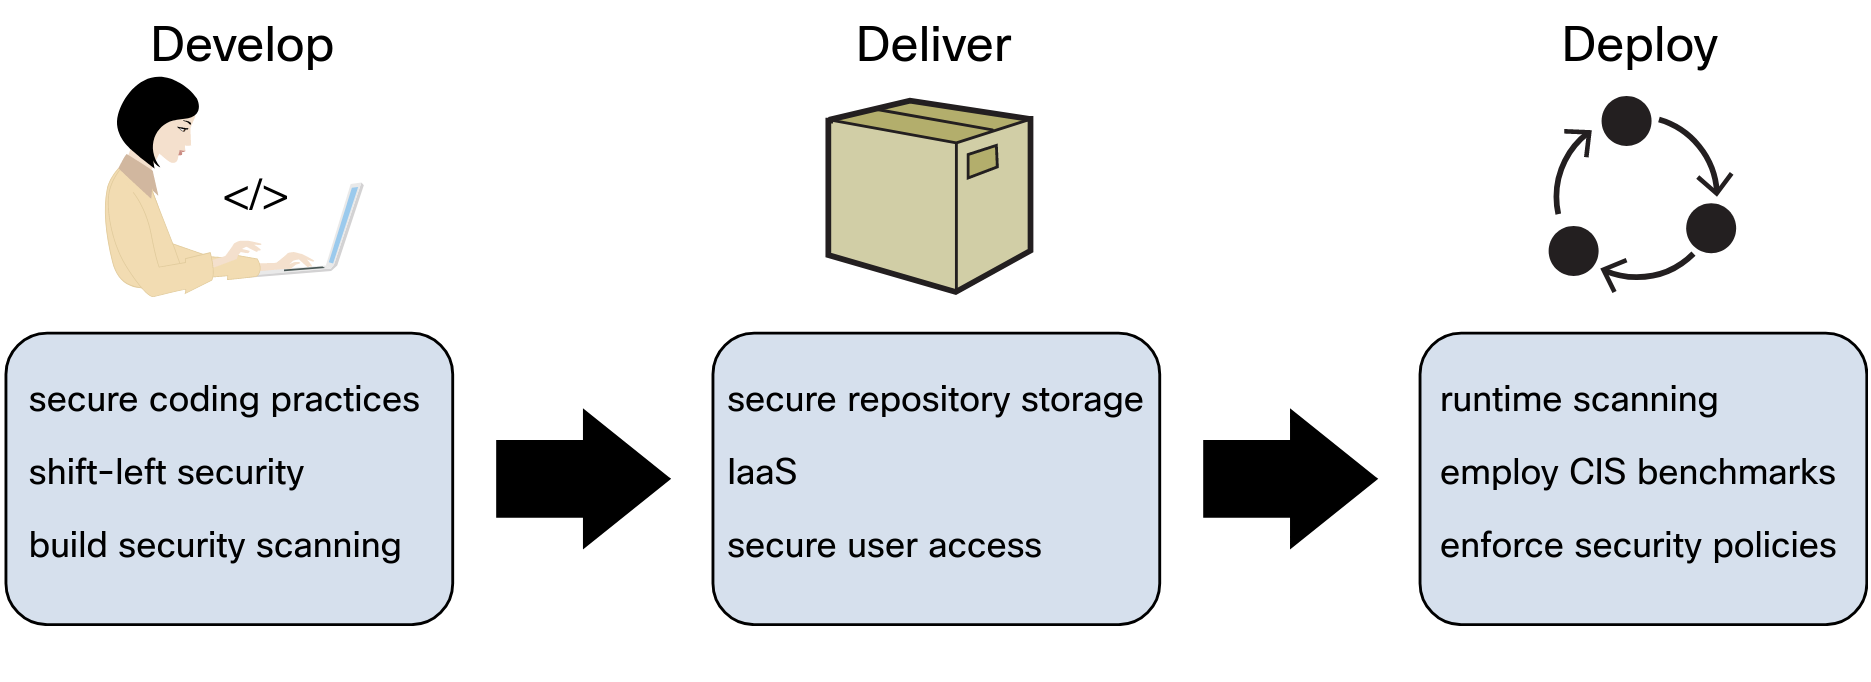 Develop
Deliver
Deploy
</>
secure coding practices
shift-left security
build security scanning
secure repository storage
IaaS
secure user access
runtime scanning
employ CIS benchmarks
enforce security policies